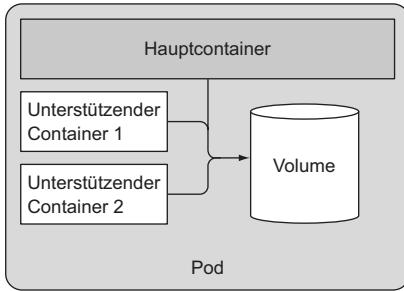 Hauptcontainer
Unterstützender
Container 1
Unterstützender
Container 2
Volume
Pod